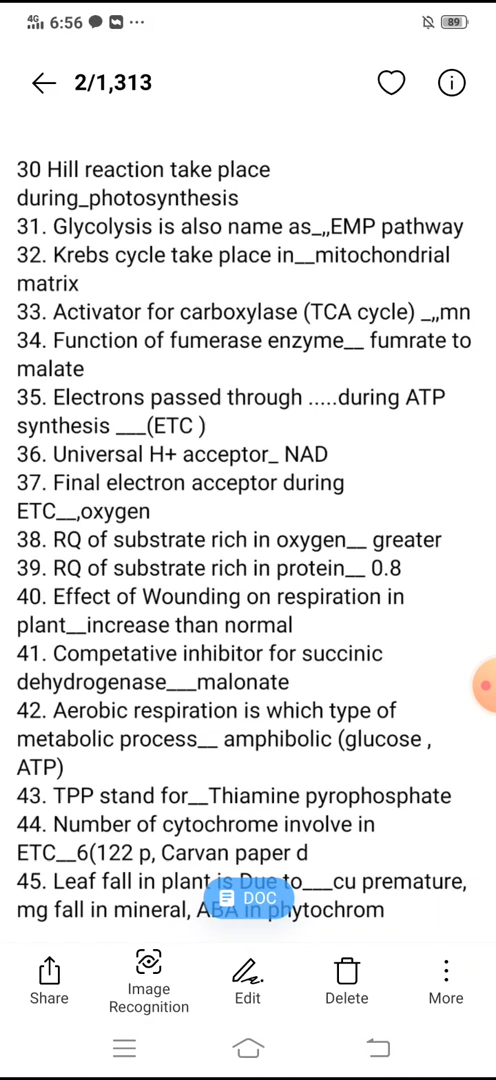 4G 6:56 ...
89
2/1,313
30 Hill reaction take place
during_photosynthesis
31. Glycolysis is also name as_,,EMP pathway
32. Krebs cycle take place in__mitochondrial
matrix
33. Activator for carboxylase (TCA cycle) _,,mn
34. Function of fumerase enzyme__ fumrate to
malate
35. Electrons passed through .....during ATP
synthesis ___(ETC )
36. Universal H+ acceptor_ NAD
37. Final electron acceptor during
ETC__,oxygen
38. RQ of substrate rich in oxygen__ greater
39. RQ of substrate rich in protein__ 0.8
40. Effect of Wounding on respiration in
plant__increase than normal
41. Competative inhibitor for succinic
dehydrogenase___malonate
42. Aerobic respiration is which type of
metabolic process__ amphibolic (glucose ,
ATP)
43. TPP stand for__Thiamine pyrophosphate
44. Number of cytochrome involve in
ETC__6(122 p, Carvan paper d
45. Leaf fall in plant is Due to___cu premature,
DOC
mg fall in mineral, ABA in phytochrom
Share
Image
Recognition
Edit
Delete
More